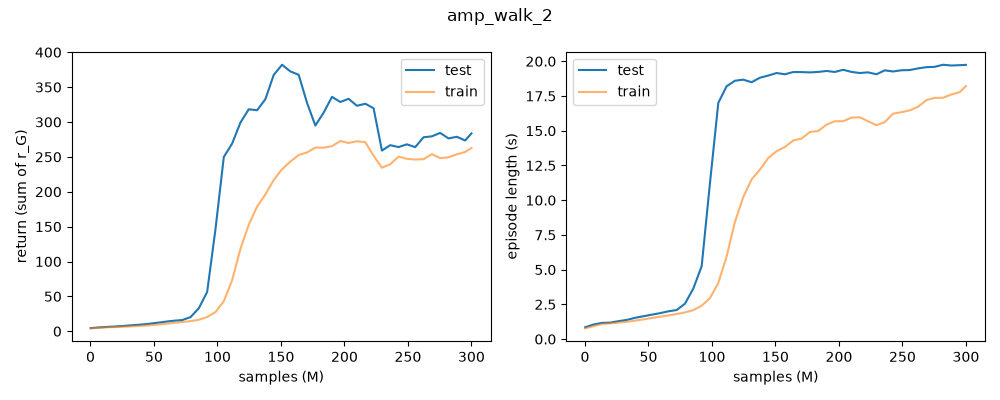 amp_walk_2
return (sum of r_G)
400
350
300
250
200
150
100
50
0
0 50 100 150 200 250 300
samples (M)
test
train
episode length (s)
20.0
17.5
15.0
12.5
10.0
7.5
5.0
2.5
0.0
0 50 100 150 200 250 300
samples (M)
test
train